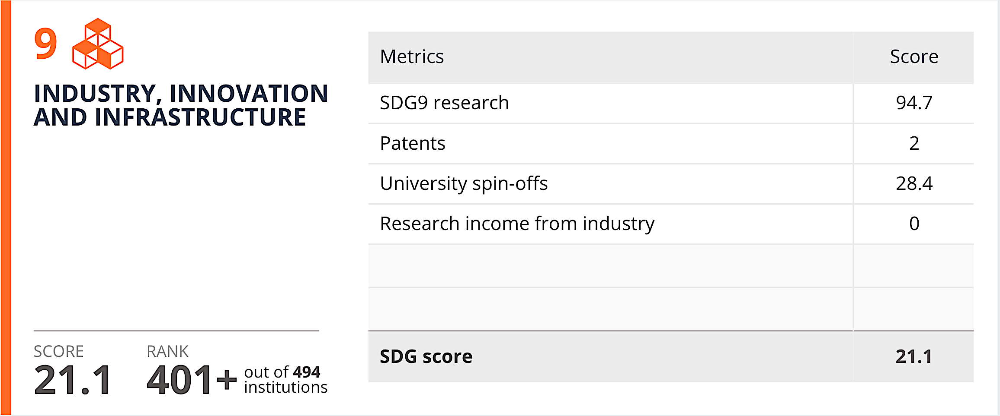 9
INDUSTRY, INNOVATION
AND INFRASTRUCTURE
SCORE
21.1
RANK
401+ out of 494
institutions
Metrics Score
SDG9 research 94.7
Patents 2
University spin-offs 28.4
Research income from industry 0
SDG score 21.1